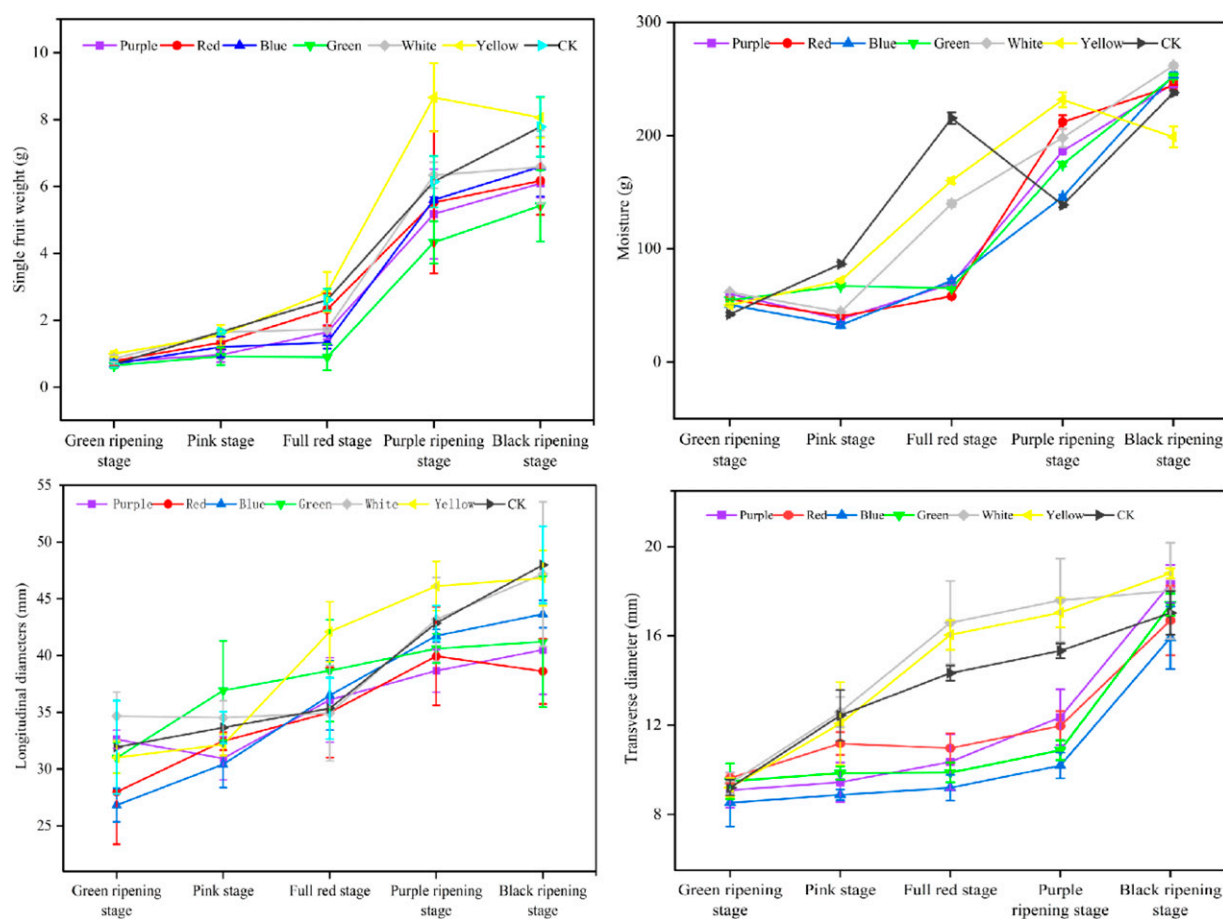 Purple Red Blue Green White Yellow CK
10
8
6
4
2
0
Single fruit weight (g)
Green ripening stage
Pink stage
Full red stage
Purple ripening stage
Black ripening stage
Purple Red Blue Green White Yellow CK
300
200
100
0
Moisture (g)
Green ripening stage
Pink stage
Full red stage
Purple ripening stage
Black ripening stage
Purple Red Blue Green White Yellow CK
55
50
45
40
35
30
25
Longitudinal diameters (mm)
Green ripening stage
Pink stage
Full red stage
Purple ripening stage
Black ripening stage
Purple Red Blue Green White Yellow CK
20
16
12
8
Transverse diameter (mm)
Green ripening stage
Pink stage
Full red stage
Purple ripening stage
Black ripening stage